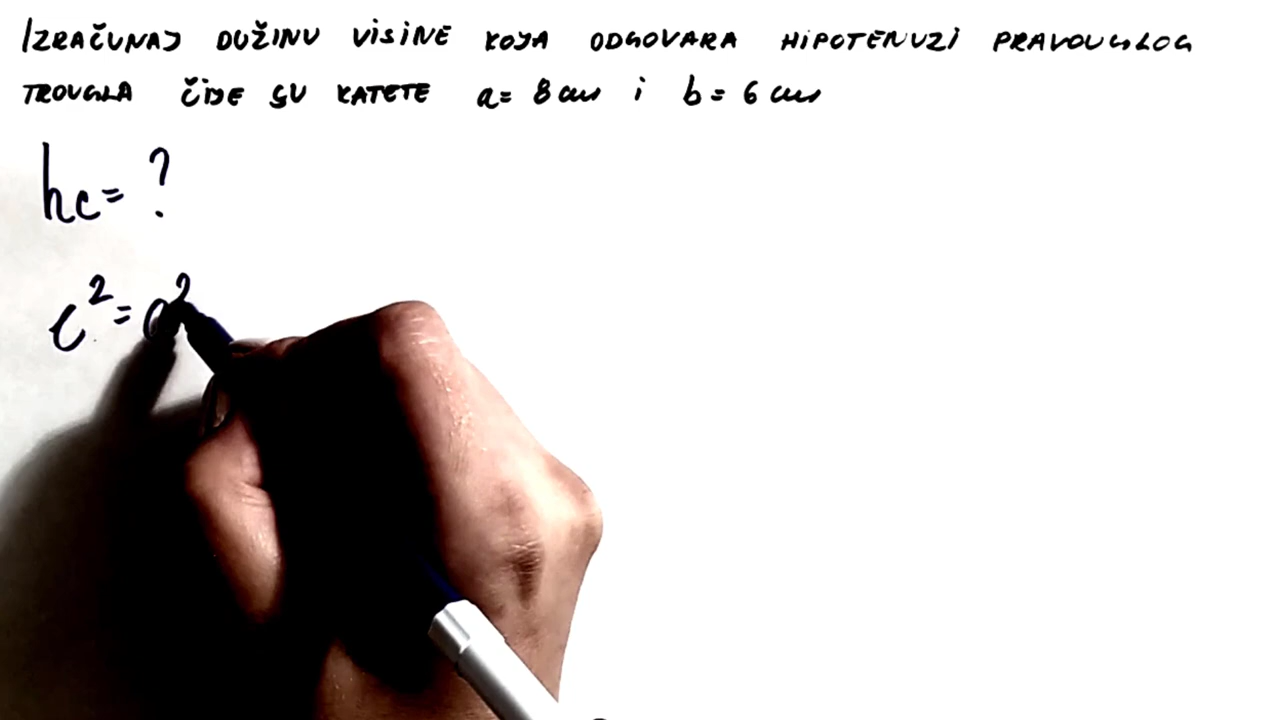 IZRAČUNAJ DUŽINU VISINE KOJA ODGOVARA HIPOTENUZI PRAVOUGLOG
TROUGLA ČIJE SU KATETE a= 8 cm i b= 6 cm
hc= ?
c²= a²